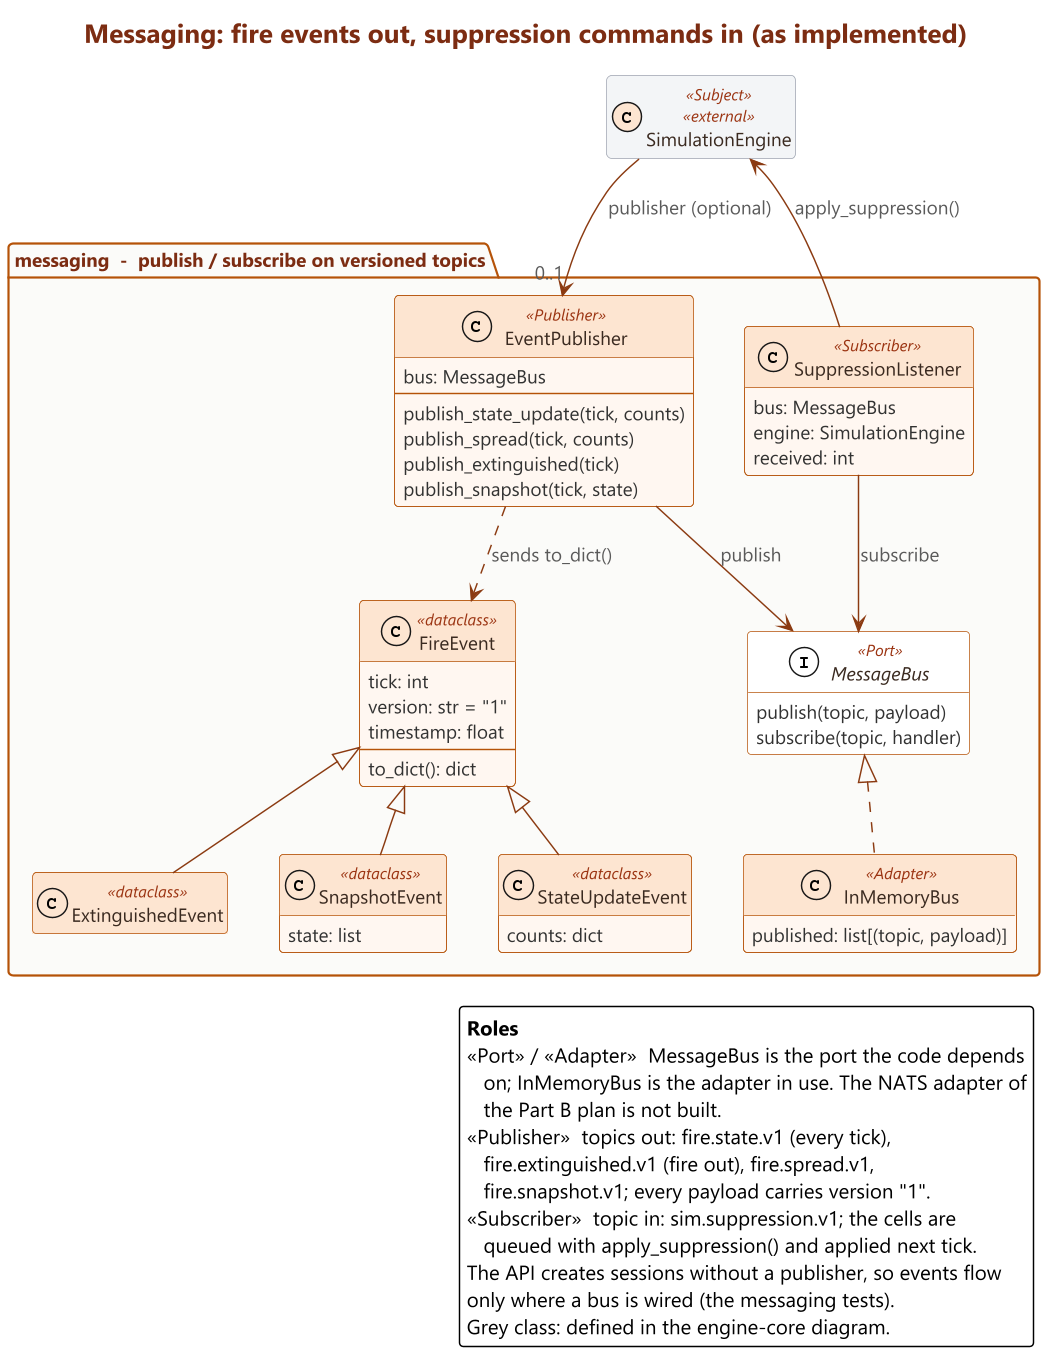 Messaging: fire events out, suppression commands in (as implemented)
«Subject»
«external»
C
SimulationEngine
publisher (optional)
apply_suppression()
messaging - publish / subscribe on versioned topics
0..1
«Publisher»
C
EventPublisher
bus: MessageBus
publish_state_update(tick, counts)
publish_spread(tick, counts)
publish_extinguished(tick)
publish_snapshot(tick, state)
«Subscriber»
C
SuppressionListener
bus: MessageBus
engine: SimulationEngine
received: int
sends to_dict()
publish
subscribe
«dataclass»
C
FireEvent
tick: int
version: str = "1"
timestamp: float
to_dict(): dict
«Port»
I
MessageBus
publish(topic, payload)
subscribe(topic, handler)
«dataclass»
C
ExtinguishedEvent
«dataclass»
C
SnapshotEvent
state: list
«dataclass»
C
StateUpdateEvent
counts: dict
«Adapter»
C
InMemoryBus
published: list[(topic, payload)]
Roles
«Port» / «Adapter» MessageBus is the port the code depends
on; InMemoryBus is the adapter in use. The NATS adapter of
the Part B plan is not built.
«Publisher» topics out: fire.state.v1 (every tick),
fire.extinguished.v1 (fire out), fire.spread.v1,
fire.snapshot.v1; every payload carries version "1".
«Subscriber» topic in: sim.suppression.v1; the cells are
queued with apply_suppression() and applied next tick.
The API creates sessions without a publisher, so events flow
only where a bus is wired (the messaging tests).
Grey class: defined in the engine-core diagram.